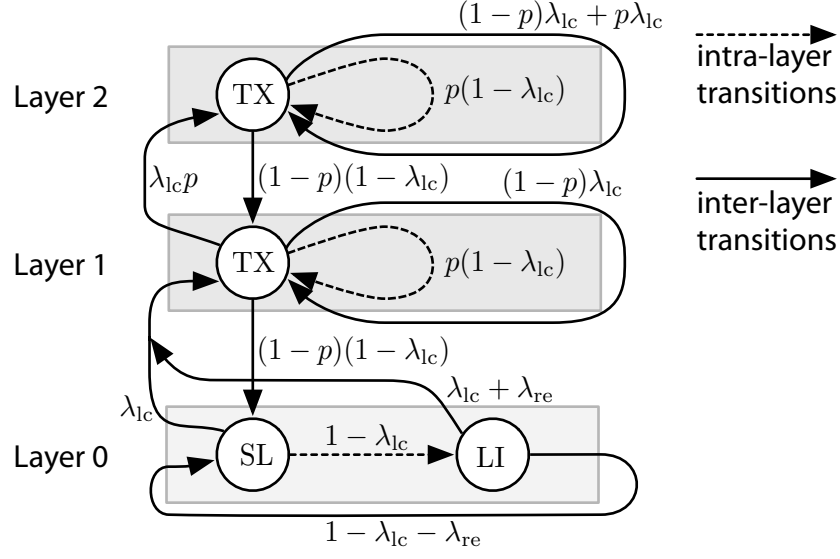 (1 − p)λlc + pλlc
intra-layer
transitions
Layer 2
TX
p(1 − λlc)
λlcp
(1 − p)(1 − λlc)
(1 − p)λlc
inter-layer
transitions
Layer 1
TX
p(1 − λlc)
(1 − p)(1 − λlc)
λlc
λlc + λre
Layer 0
SL
1 − λlc
LI
1 − λlc − λre